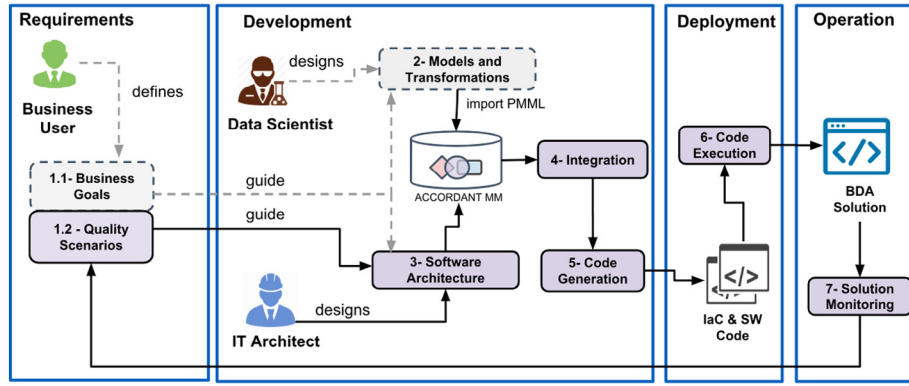 Requirements
Business
User
defines
1.1- Business
Goals
1.2 - Quality
Scenarios
guide
guide
Development
designs
Data Scientist
2- Models and
Transformations
import PMML
ACCORDANT MM
3- Software
Architecture
designs
IT Architect
4- Integration
5- Code
Generation
Deployment
6- Code
Execution
IaC & SW
Code
Operation
BDA
Solution
7- Solution
Monitoring